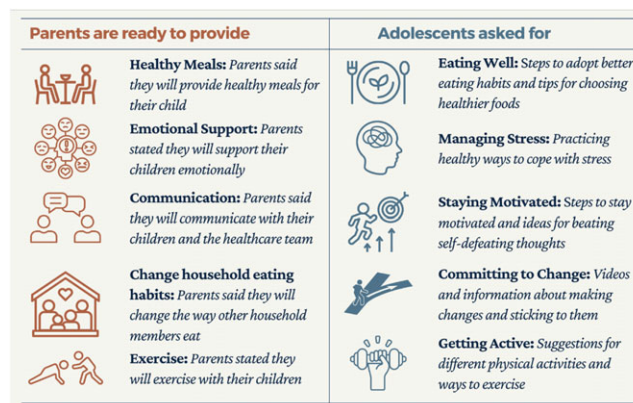 Parents are ready to provide
Healthy Meals: Parents said
they will provide healthy meals for
their child
Emotional Support: Parents
stated they will support their
children emotionally
Communication: Parents said
they will communicate with their
children and the healthcare team
Change household eating
habits: Parents said they will
change the way other household
members eat
Exercise: Parents stated they
will exercise with their children
Adolescents asked for
Eating Well: Steps to adopt better
eating habits and tips for choosing
healthier foods
Managing Stress: Practicing
healthy ways to cope with stress
Staying Motivated: Steps to stay
motivated and ideas for beating
self-defeating thoughts
Committing to Change: Videos
and information about making
changes and sticking to them
Getting Active: Suggestions for
different physical activities and
ways to exercise